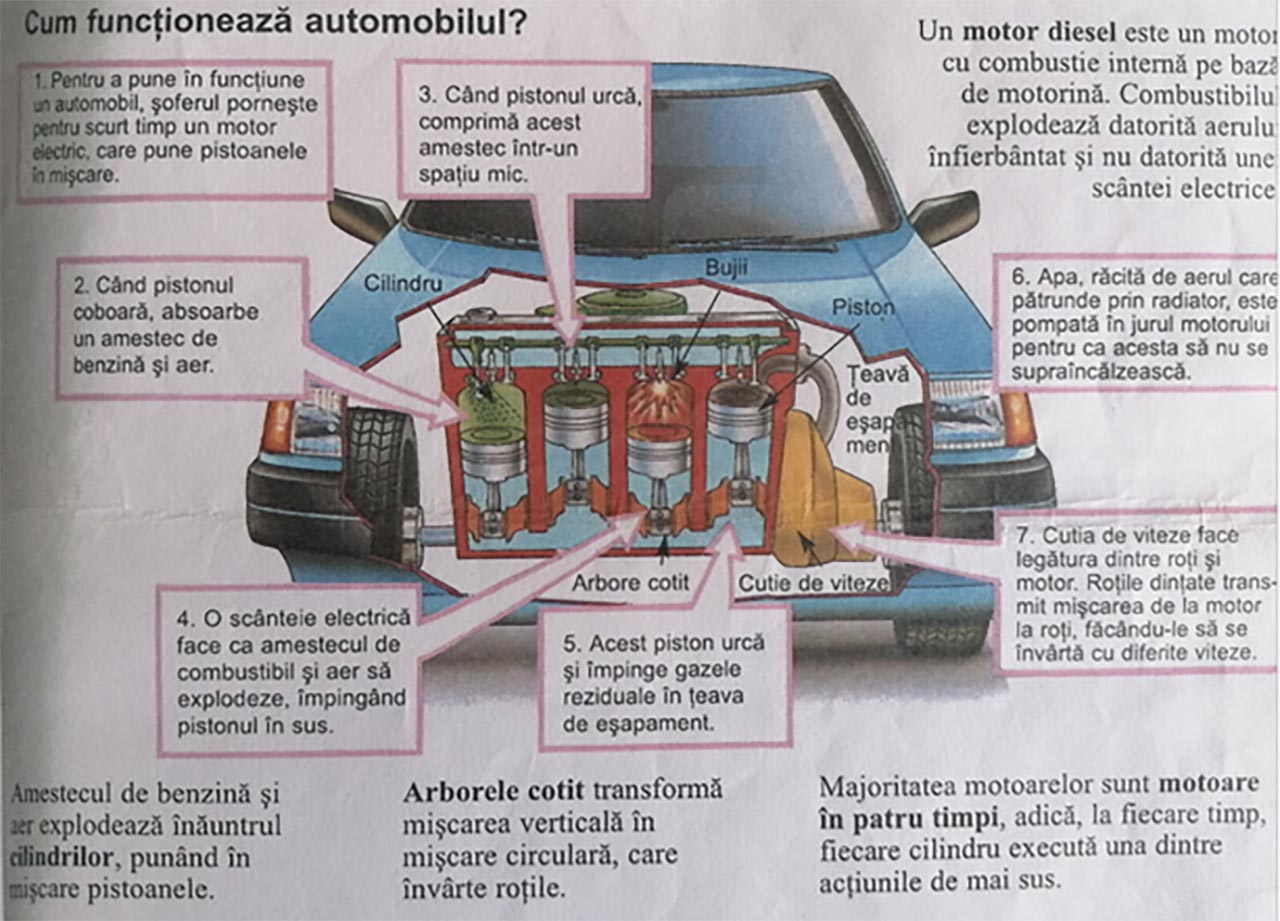 Cum funcționează automobilul?
1. Pentru a pune în funcțiune
un automobil, șoferul pornește
pentru scurt timp un motor
electric, care pune pistoanele
în mișcare.
3. Când pistonul urcă,
comprimă acest
amestec într-un
spațiu mic.
Un motor diesel este un motor
cu combustie internă pe bază
de motorină. Combustibilu
explodează datorită aerulu
înfierbântat și nu datorită une
scântei electrice
2. Când pistonul
coboară, absoarbe
un amestec de
benzină și aer.
Cilindru
Bujii
Piston
Țeavă
de
eșapa-
ment
6. Apa, răcită de aerul care
pătrunde prin radiator, este
pompată în jurul motorului
pentru ca acesta să nu se
supraîncălzească.
Arbore cotit
Cutie de viteze
7. Cutia de viteze face
legătura dintre roți și
motor. Roțile dințate trans-
mit mișcarea de la motor
la roți, făcându-le să se
învârtă cu diferite viteze.
4. O scânteie electrică
face ca amestecul de
combustibil și aer să
explodeze, împingând
pistonul în sus.
5. Acest piston urcă
și împinge gazele
reziduale în țeava
de eșapament.
Amestecul de benzină și
aer explodează înăuntrul
cilindrilor, punând în
mișcare pistoanele.
Arborele cotit transformă
mișcarea verticală în
mișcare circulară, care
învârte roțile.
Majoritatea motoarelor sunt motoare
în patru timpi, adică, la fiecare timp,
fiecare cilindru execută una dintre
acțiunile de mai sus.